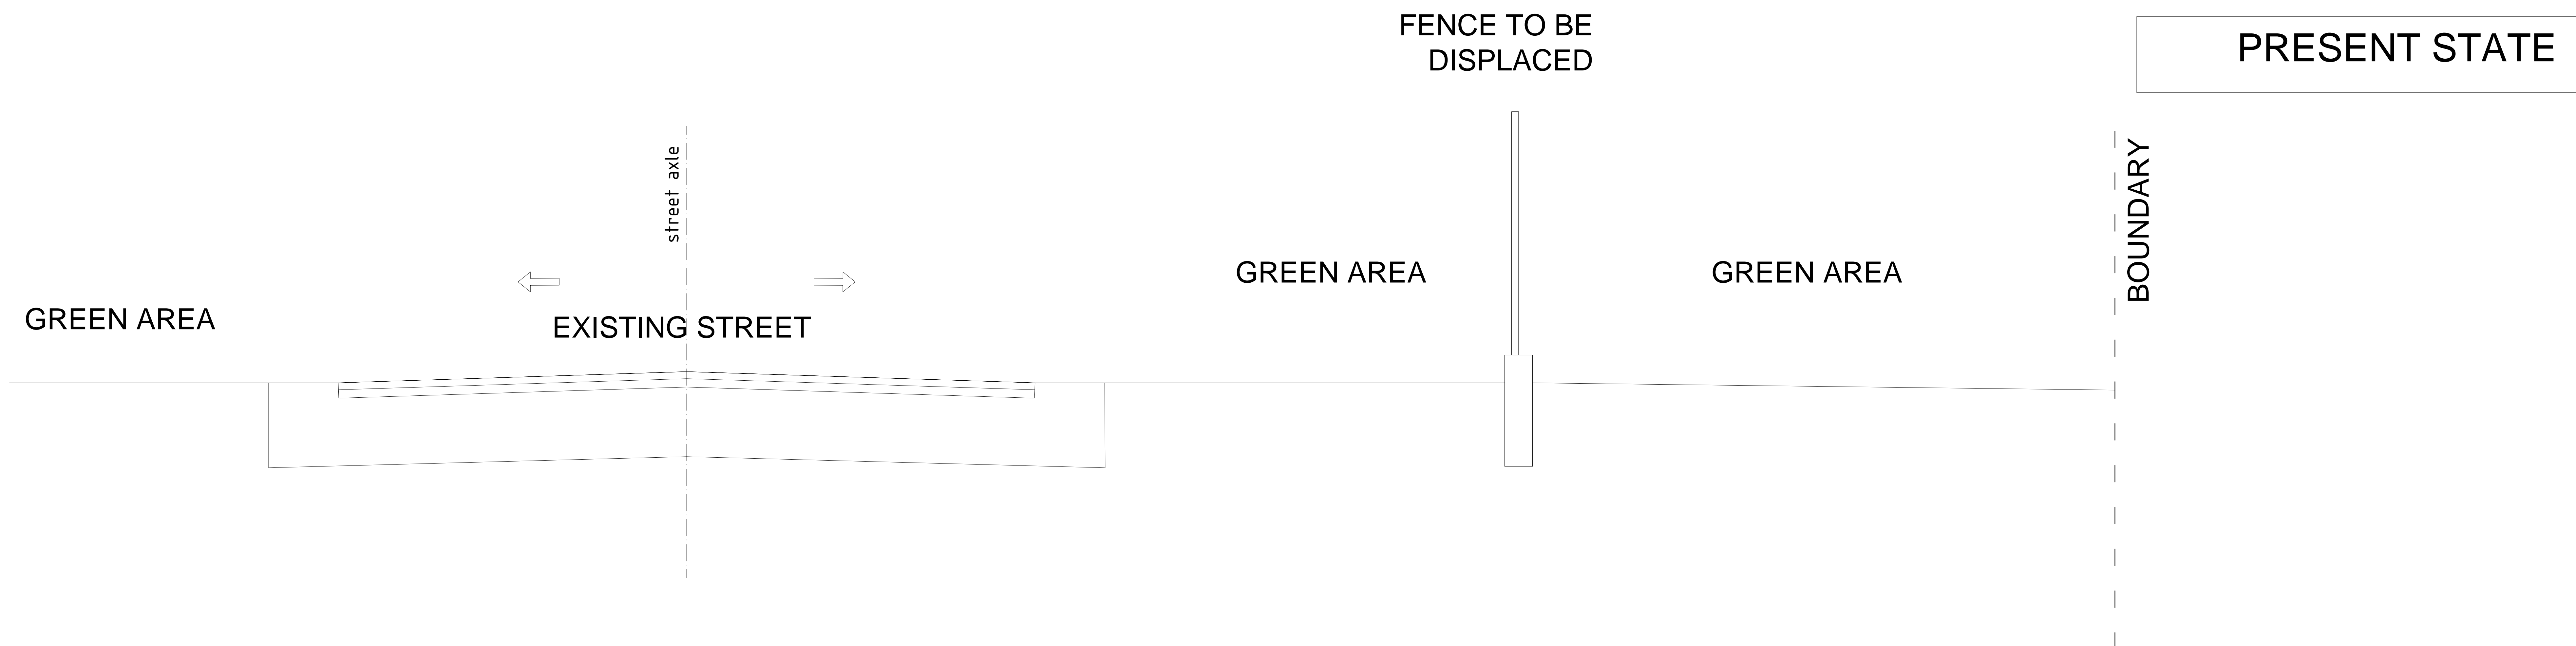 FENCE TO BE
DISPLACED
PRESENT STATE
street axle
BOUNDARY
GREEN AREA
GREEN AREA
GREEN AREA
EXISTING STREET